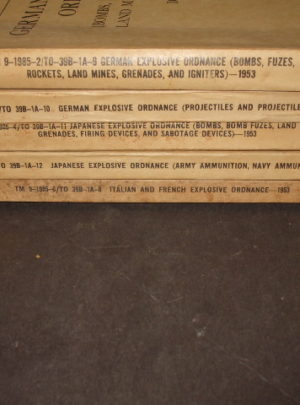 GERMAN
OR
(BOMBS,
LAND M
9-1985-2/TO-39B-1A-9 GERMAN EXPLOSIVE ORDNANCE (BOMBS, FUZES,
ROCKETS, LAND MINES, GRENADES, AND IGNITERS)—1953
/TO 39B-1A-10 GERMAN EXPLOSIVE ORDNANCE (PROJECTILES AND PROJECTILE
985-4/TO 39B-1A-11 JAPANESE EXPLOSIVE ORDNANCE (BOMBS, BOMB FUZES, LAND
GRENADES, FIRING DEVICES, AND SABOTAGE DEVICES)—1953
O 39B-1A-12 JAPANESE EXPLOSIVE ORDNANCE (ARMY AMMUNITION, NAVY AMMUN
TM 9-1985-6/TO 39B-1A-8 ITALIAN AND FRENCH EXPLOSIVE ORDNANCE—1953